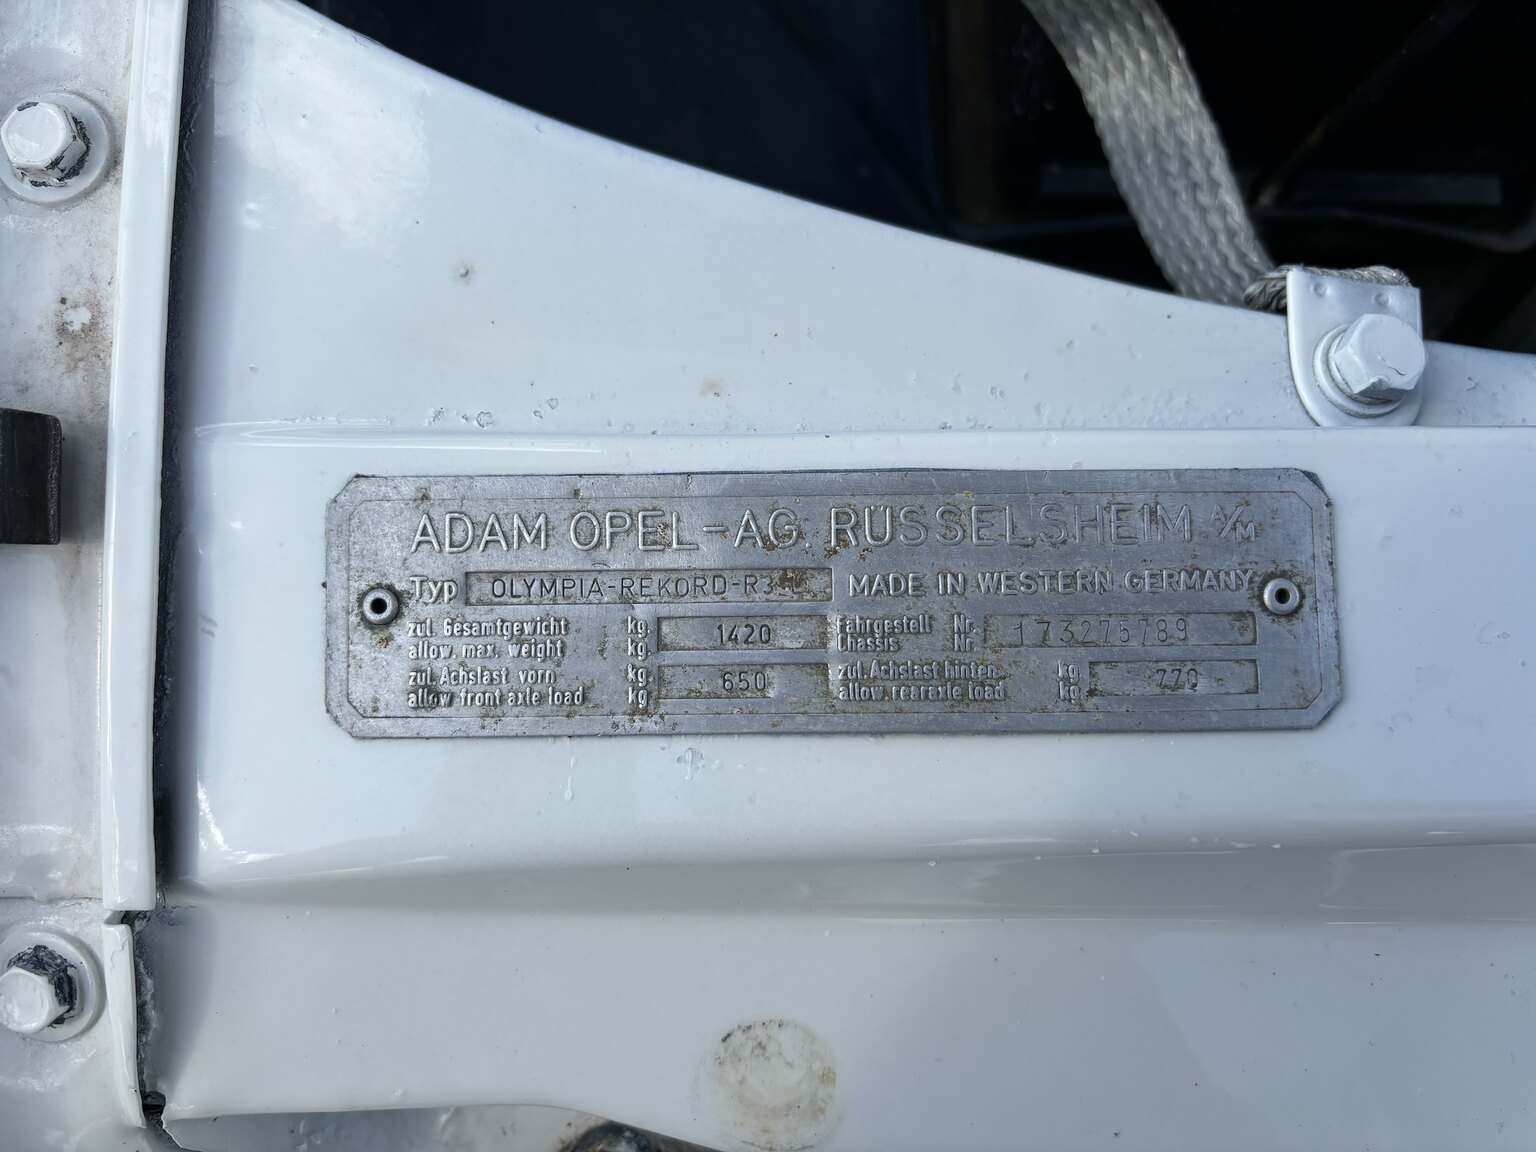 ADAM OPEL-AG. RÜSSELSHEIM A/M
Typ OLYMPIA-REKORD-R3-L MADE IN WESTERN GERMANY
zul. Gesamtgewicht kg. 1420 Fahrgestell Nr. 173275789
allow. max. weight kg. Chassis Nr.
zul. Achslast vorn kg. 650 zul. Achslast hinten kg. 770
allow. front axle load kg. allow. rearaxle load kg.